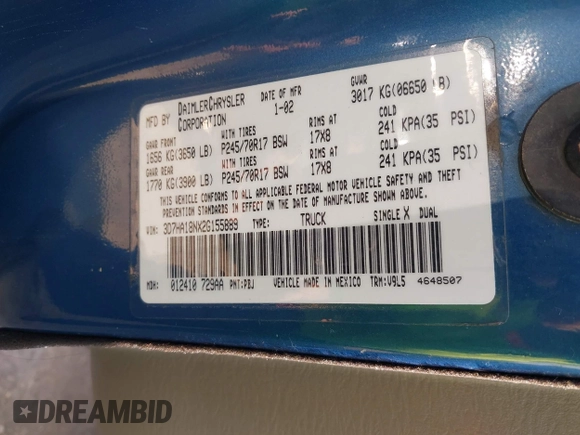 MFD BY DAIMLERCHRYSLER CORPORATION
DATE OF MFR 1-02
GVWR 3017 KG(06650 LB)
GAWR FRONT WITH TIRES RIMS AT COLD
1656 KG(3650 LB) P245/70R17 BSW 17X8 241 KPA(35 PSI)
GAWR REAR WITH TIRES RIMS AT COLD
1770 KG(3900 LB) P245/70R17 BSW 17X8 241 KPA(35 PSI)
THIS VEHICLE CONFORMS TO ALL APPLICABLE FEDERAL MOTOR VEHICLE SAFETY AND THEFT
PREVENTION STANDARDS IN EFFECT ON THE DATE OF MANUFACTURE SHOWN ABOVE.
VIN: 3D7HA18NX2G155889 TYPE: TRUCK SINGLE X DUAL
MDH: 012410 729AA PNT:PBJ VEHICLE MADE IN MEXICO TRM:V9L5 4648507
DREAMBID